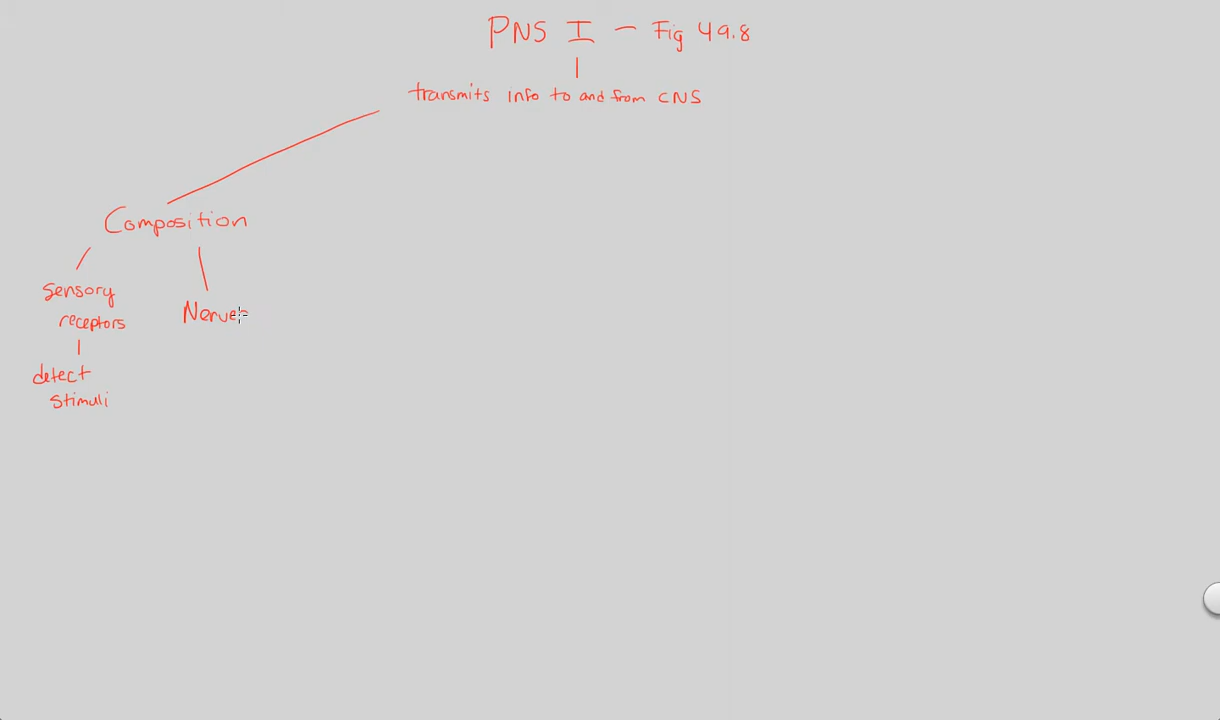 PNS I - Fig 49.8
transmits info to and from CNS
Composition
sensory
receptors
Nerves
detect
stimuli